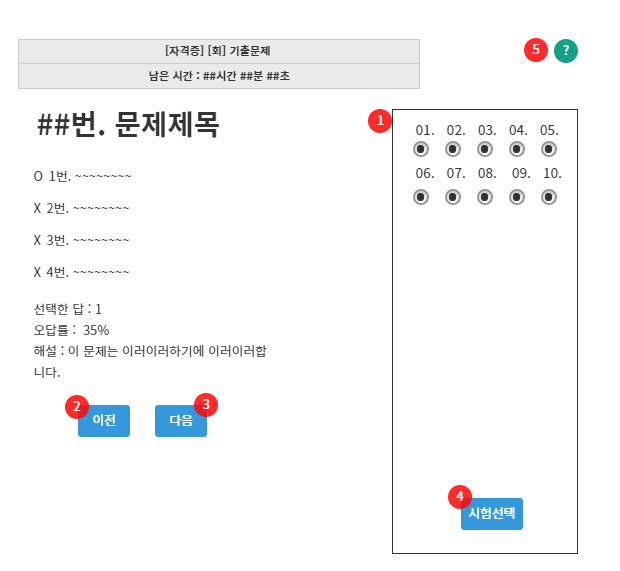 [자격증] [회] 기출문제
남은 시간 : ##시간 ##분 ##초
5
?
##번. 문제제목
1
01. 02. 03. 04. 05.
06. 07. 08. 09. 10.
O 1번. ~~~~~~~~
X 2번. ~~~~~~~~
X 3번. ~~~~~~~~
X 4번. ~~~~~~~~
선택한 답 : 1
오답률 : 35%
해설 : 이 문제는 이러이러하기에 이러이러합
니다.
2
이전
3
다음
4
시험선택